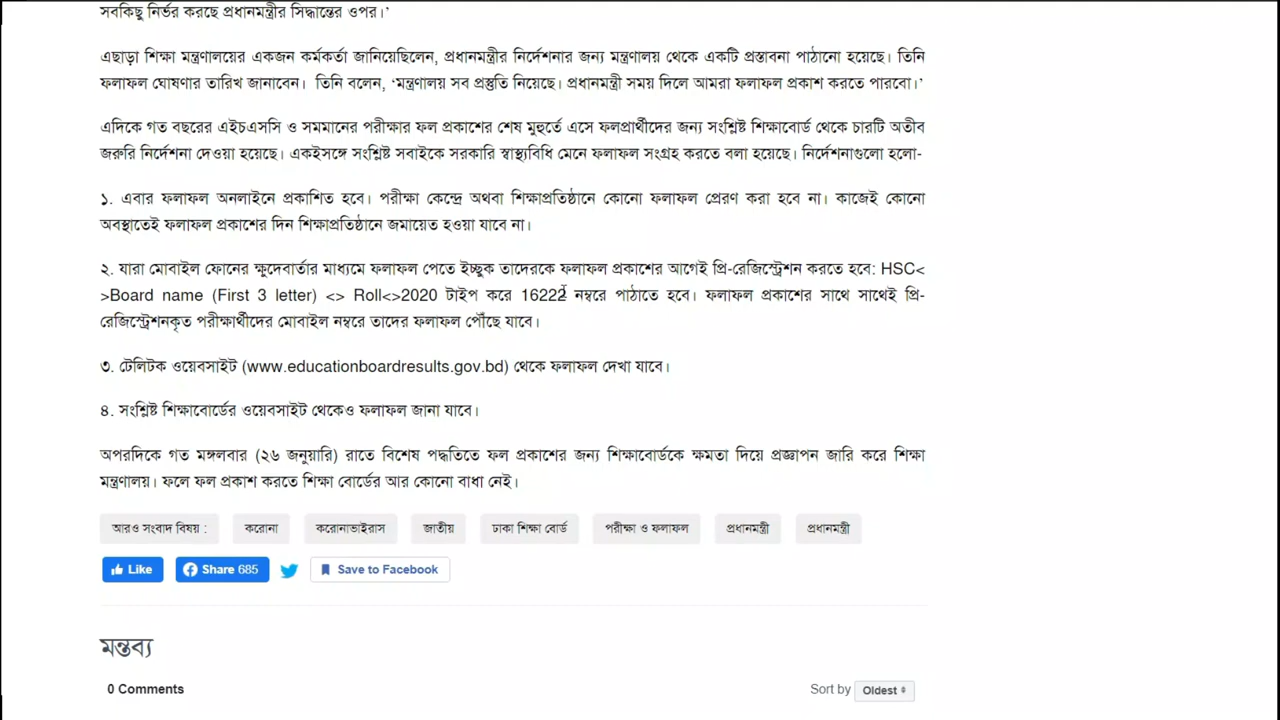 সবকিছু নির্ভর করছে প্রধানমন্ত্রীর সিদ্ধান্তের ওপর।’
এছাড়া শিক্ষা মন্ত্রণালয়ের একজন কর্মকর্তা জানিয়েছিলেন, প্রধানমন্ত্রীর নির্দেশনার জন্য মন্ত্রণালয় থেকে একটি প্রস্তাবনা পাঠানো হয়েছে। তিনি
ফলাফল ঘোষণার তারিখ জানাবেন। তিনি বলেন, ‘মন্ত্রণালয় সব প্রস্তুতি নিয়েছে। প্রধানমন্ত্রী সময় দিলে আমরা ফলাফল প্রকাশ করতে পারবো।’
এদিকে গত বছরের এইচএসসি ও সমমানের পরীক্ষার ফল প্রকাশের শেষ মুহুর্তে এসে ফলপ্রার্থীদের জন্য সংশ্লিষ্ট শিক্ষাবোর্ড থেকে চারটি অতীব
জরুরি নির্দেশনা দেওয়া হয়েছে। একইসঙ্গে সংশ্লিষ্ট সবাইকে সরকারি স্বাস্থ্যবিধি মেনে ফলাফল সংগ্রহ করতে বলা হয়েছে। নির্দেশনাগুলো হলো-
১. এবার ফলাফল অনলাইনে প্রকাশিত হবে। পরীক্ষা কেন্দ্রে অথবা শিক্ষাপ্রতিষ্ঠানে কোনো ফলাফল প্রেরণ করা হবে না। কাজেই কোনো
অবস্থাতেই ফলাফল প্রকাশের দিন শিক্ষাপ্রতিষ্ঠানে জমায়েত হওয়া যাবে না।
২. যারা মোবাইল ফোনের ক্ষুদেবার্তার মাধ্যমে ফলাফল পেতে ইচ্ছুক তাদেরকে ফলাফল প্রকাশের আগেই প্রি-রেজিস্ট্রেশন করতে হবে: HSC<
>Board name (First 3 letter) <> Roll<>2020 টাইপ করে 16222 নম্বরে পাঠাতে হবে। ফলাফল প্রকাশের সাথে সাথেই প্রি-
রেজিস্ট্রেশনকৃত পরীক্ষার্থীদের মোবাইল নম্বরে তাদের ফলাফল পৌঁছে যাবে।
৩. টেলিটক ওয়েবসাইট (www.educationboardresults.gov.bd) থেকে ফলাফল দেখা যাবে।
৪. সংশ্লিষ্ট শিক্ষাবোর্ডের ওয়েবসাইট থেকেও ফলাফল জানা যাবে।
অপরদিকে গত মঙ্গলবার (২৬ জনুয়ারি) রাতে বিশেষ পদ্ধতিতে ফল প্রকাশের জন্য শিক্ষাবোর্ডকে ক্ষমতা দিয়ে প্রজ্ঞাপন জারি করে শিক্ষা
মন্ত্রণালয়। ফলে ফল প্রকাশ করতে শিক্ষা বোর্ডের আর কোনো বাধা নেই।
আরও সংবাদ বিষয় : করোনা করোনাভাইরাস জাতীয় ঢাকা শিক্ষা বোর্ড পরীক্ষা ও ফলাফল প্রধানমন্ত্রী প্রধানমন্ত্রী
Like Share 685 Save to Facebook
মন্তব্য
0 Comments Sort by Oldest